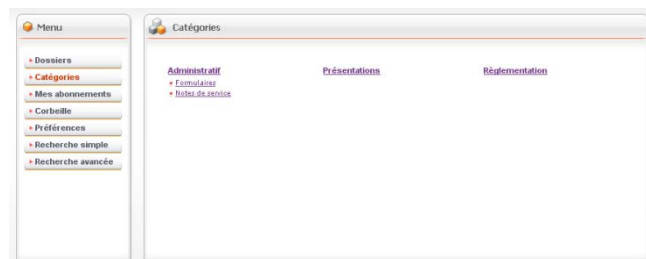 Menu
Dossiers
Catégories
Mes abonnements
Corbeille
Préférences
Recherche simple
Recherche avancée
Catégories
Administratif
Formulaires
Notes de service
Présentations
Règlementation